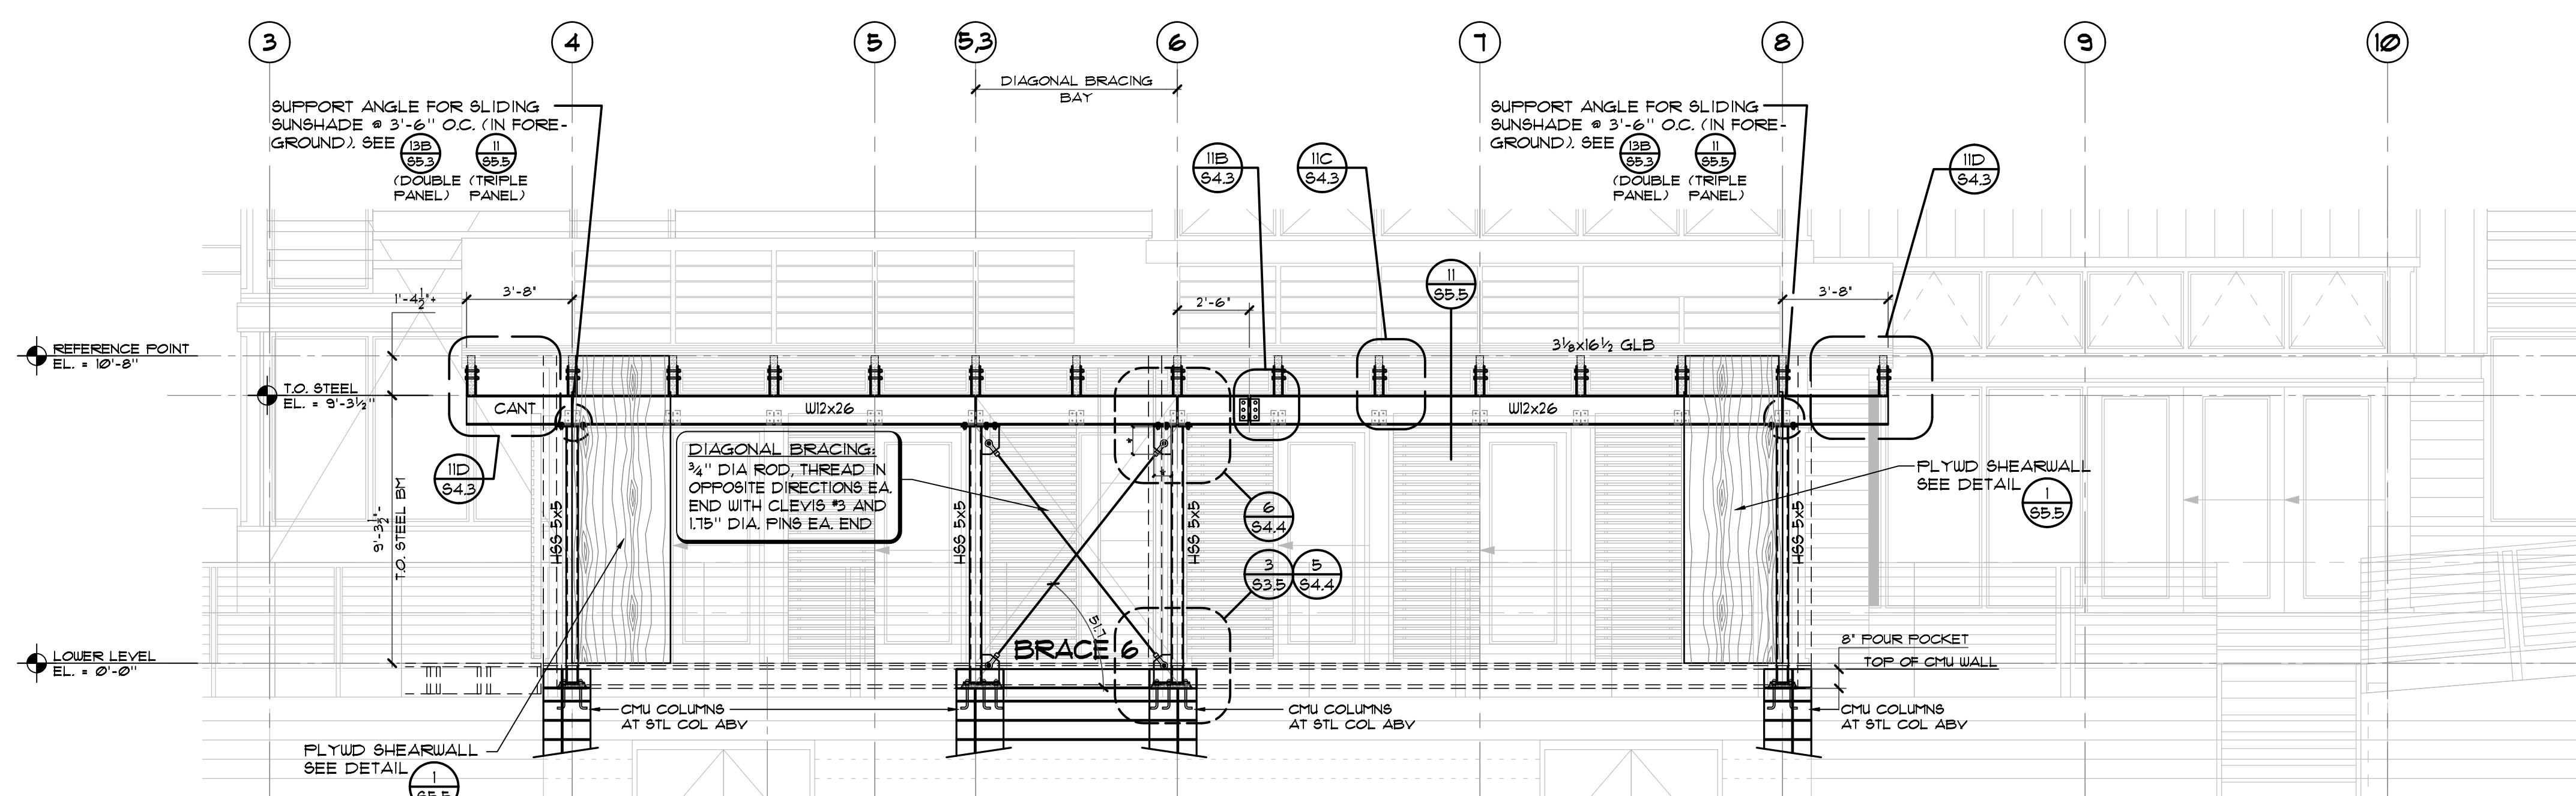 3
4
5
5.3
6
7
8
9
10
DIAGONAL BRACING
BAY
SUPPORT ANGLE FOR SLIDING
SUNSHADE @ 3'-6" O.C. (IN FORE-
GROUND). SEE
13B
S5.3
11
S5.5
(DOUBLE
PANEL)
(TRIPLE
PANEL)
11B
S4.3
11C
S4.3
SUPPORT ANGLE FOR SLIDING
SUNSHADE @ 3'-6" O.C. (IN FORE-
GROUND). SEE
13B
S5.3
11
S5.5
(DOUBLE
PANEL)
(TRIPLE
PANEL)
11D
S4.3
1'-4½"±
3'-8"
2'-6"
11
S5.5
3'-8"
REFERENCE POINT
EL. = 10'-8"
3⅛x16½ GLB
T.O. STEEL
EL. = 9'-3½"
CANT
W12x26
W12x26
11D
S4.3
DIAGONAL BRACING:
¾" DIA ROD, THREAD IN
OPPOSITE DIRECTIONS EA.
END WITH CLEVIS #3 AND
1.75" DIA. PINS EA. END
PLYWD SHEARWALL
SEE DETAIL
1
S5.5
9'-3½"
T.O. STEEL BM
HSS 5x5
HSS 5x5
HSS 5x5
HSS 5x5
6
S4.4
3
S3.5
5
S4.4
51.7
BRACE 6
LOWER LEVEL
EL. = 0'-0"
8" POUR POCKET
TOP OF CMU WALL
CMU COLUMNS
AT STL COL ABV
CMU COLUMNS
AT STL COL ABV
CMU COLUMNS
AT STL COL ABV
PLYWD SHEARWALL
SEE DETAIL
1
S5.5